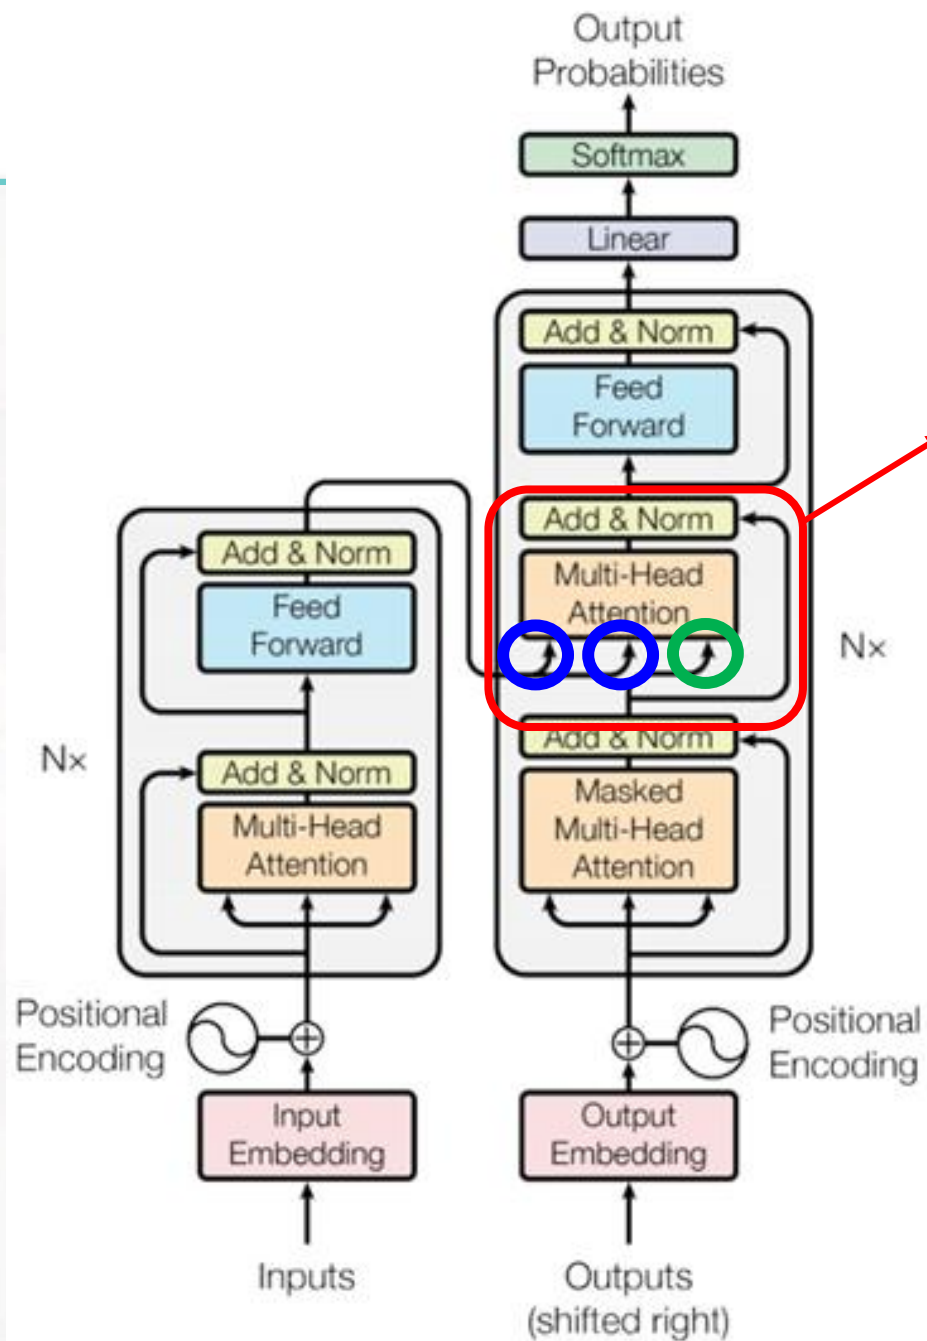 Output
Probabilities
Softmax
Linear
Add & Norm
Feed
Forward
Add & Norm
Multi-Head
Attention
Nx
Add & Norm
Masked
Multi-Head
Attention
Add & Norm
Feed
Forward
Nx
Add & Norm
Multi-Head
Attention
Positional
Encoding
Positional
Encoding
Input
Embedding
Output
Embedding
Inputs
Outputs
(shifted right)